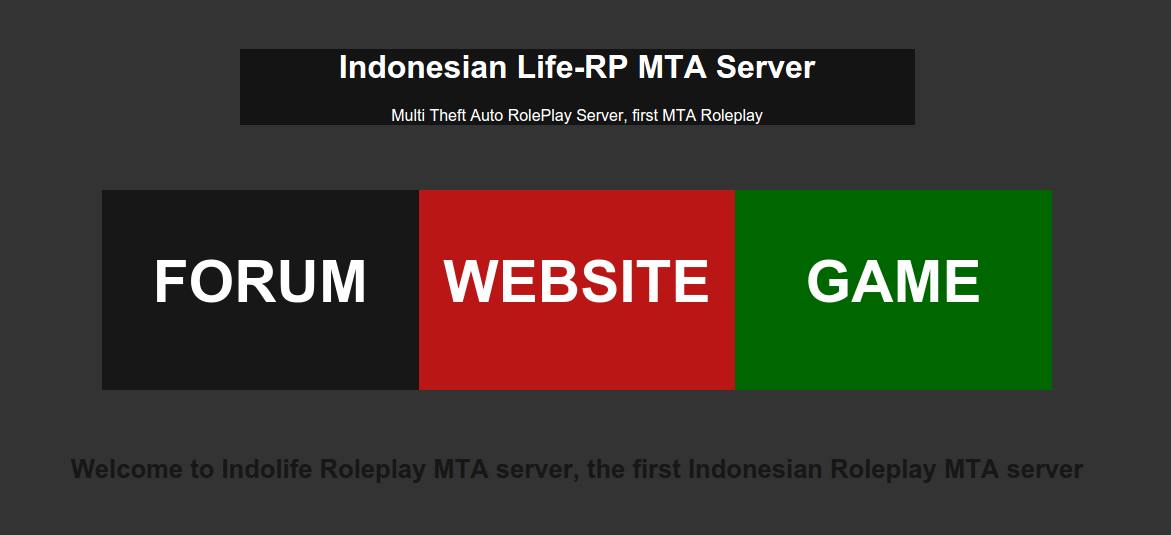 Indonesian Life-RP MTA Server
Multi Theft Auto RolePlay Server, first MTA Roleplay
FORUM
WEBSITE
GAME
Welcome to Indolife Roleplay MTA server, the first Indonesian Roleplay MTA server